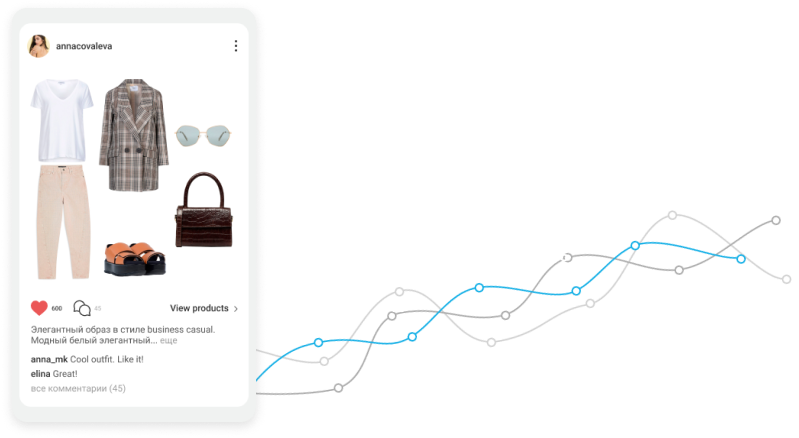 annacovaleva
600 45 View products
Элегантный образ в стиле business casual.
Модный белый элегантный... еще
anna_mk Cool outfit. Like it!
elina Great!
все комментарии (45)